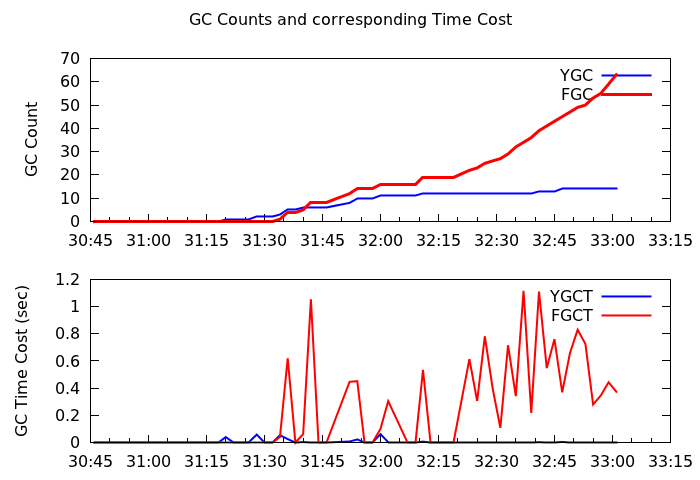 GC Counts and corresponding Time Cost
GC Count
70
60
50
40
30
20
10
0
YGC
FGC
30:45 31:00 31:15 31:30 31:45 32:00 32:15 32:30 32:45 33:00 33:15
GC Time Cost (sec)
1.2
1
0.8
0.6
0.4
0.2
0
YGCT
FGCT
30:45 31:00 31:15 31:30 31:45 32:00 32:15 32:30 32:45 33:00 33:15